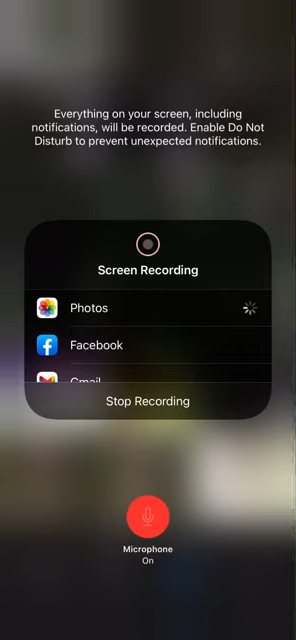 Everything on your screen, including
notifications, will be recorded. Enable Do Not
Disturb to prevent unexpected notifications.
Screen Recording
Photos
Facebook
Gmail
Stop Recording
Microphone
On